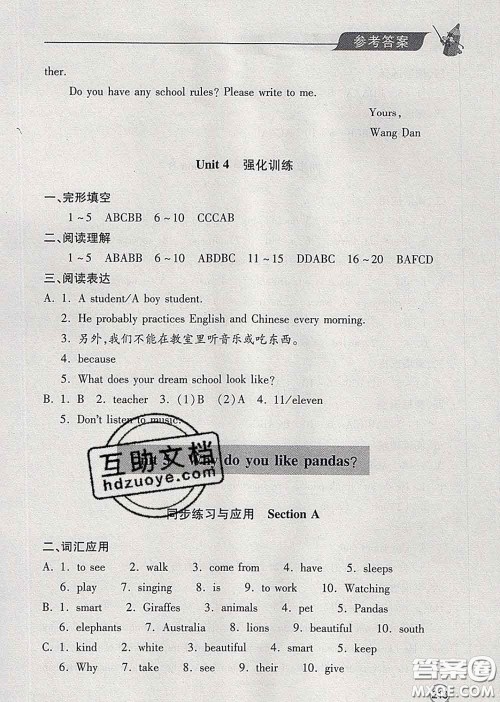 参考答案
ther.
Do you have any school rules? Please write to me.
Yours,
Wang Dan
Unit 4 强化训练
一、完形填空
1~5 ABCBB 6~10 CCCAB
二、阅读理解
1~5 ABABB 6~10 ABDBC 11~15 DDABC 16~20 BAFCD
三、阅读表达
A. 1. A student/A boy student.
2. He probably practices English and Chinese every morning.
3. 另外,我们不能在教室里听音乐或吃东西。
4. because
5. What does your dream school look like?
B. 1. B 2. teacher 3. (1)B (2)A 4. 11/eleven
5. Don't listen to music.
do you like pandas?
互助文档
hdzuoye.com
同步练习与应用 Section A
二、词汇应用
A. 1. to see 2. walk 3. come from 4. have 5. sleeps
6. play 7. singing 8. is 9. to work 10. Watching
B. 1. smart 2. Giraffes 3. animals 4. pet 5. Pandas
6. elephants 7. Australia 8. lions 9. beautiful 10. south
C. 1. kind 2. white 3. beautiful 4. smart 5. are
6. Why 7. take 8. see 9. their 10. give
答案圈
MXQE.COM